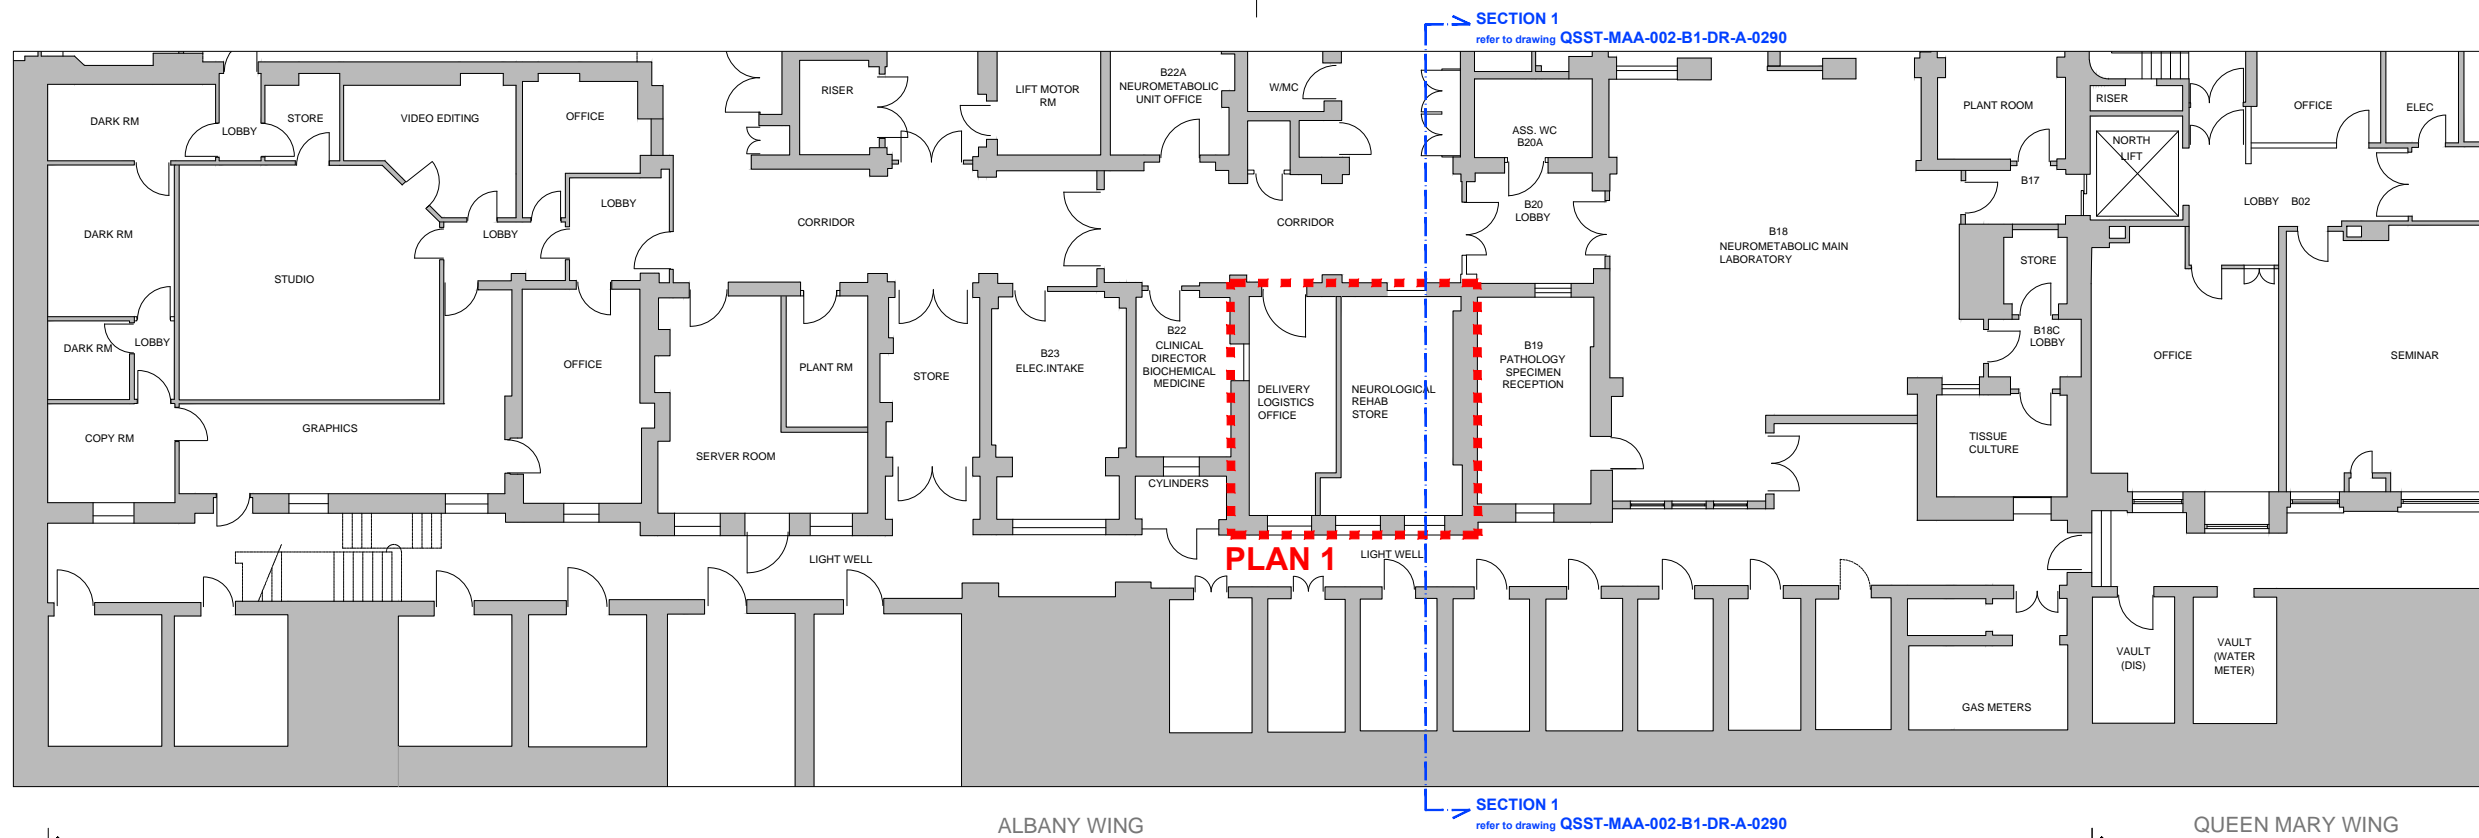 SECTION 1
refer to drawing QSST-MAA-002-B1-DR-A-0290
DARK RM
LOBBY
STORE
VIDEO EDITING
OFFICE
RISER
LIFT MOTOR
RM
B22A
NEUROMETABOLIC
UNIT OFFICE
W/MC
ASS. WC
B20A
PLANT ROOM
RISER
NORTH
LIFT
OFFICE
ELEC
DARK RM
STUDIO
LOBBY
LOBBY
CORRIDOR
CORRIDOR
B20
LOBBY
B18
NEUROMETABOLIC MAIN
LABORATORY
B17
LOBBY B02
STORE
B18C
LOBBY
OFFICE
SEMINAR
DARK RM
LOBBY
COPY RM
GRAPHICS
OFFICE
SERVER ROOM
PLANT RM
STORE
B23
ELEC.INTAKE
B22
CLINICAL
DIRECTOR
BIOCHEMICAL
MEDICINE
CYLINDERS
DELIVERY
LOGISTICS
OFFICE
NEUROLOGICAL
REHAB
STORE
B19
PATHOLOGY
SPECIMEN
RECEPTION
TISSUE
CULTURE
LIGHT WELL
PLAN 1
LIGHT WELL
GAS METERS
VAULT
(DIS)
VAULT
(WATER
METER)
SECTION 1
refer to drawing QSST-MAA-002-B1-DR-A-0290
ALBANY WING
QUEEN MARY WING